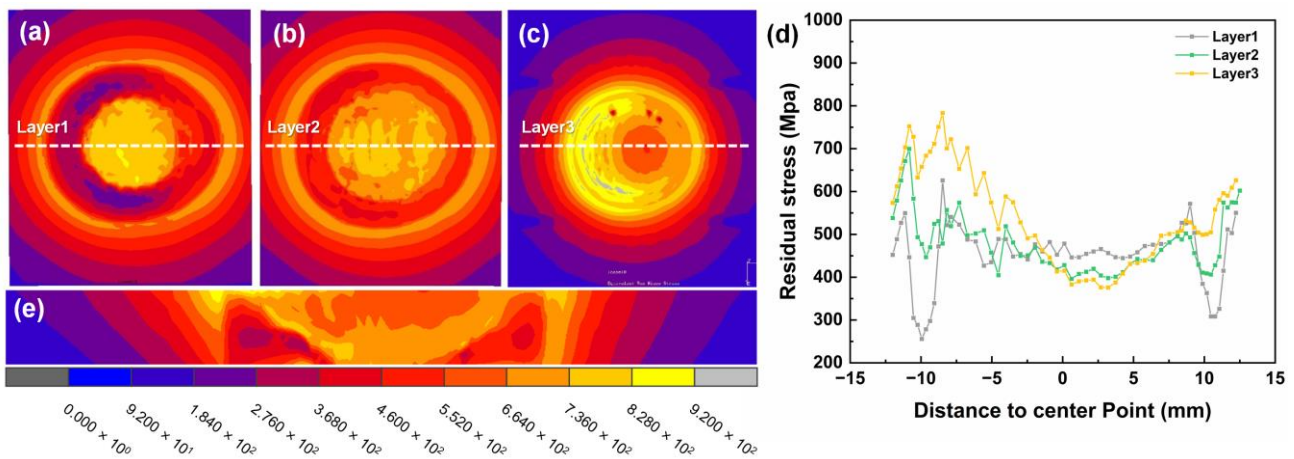 (a)
Layer1
(b)
Layer2
(c)
Layer3
(d)
1000
900
800
700
600
500
400
300
200
Residual stress (Mpa)
Layer1
Layer2
Layer3
−15
−10
−5
0
5
10
15
Distance to center Point (mm)
(e)
0.000 × 10⁰
9.200 × 10¹
1.840 × 10²
2.760 × 10²
3.680 × 10²
4.600 × 10²
5.520 × 10²
6.640 × 10²
7.360 × 10²
8.280 × 10²
9.200 × 10²